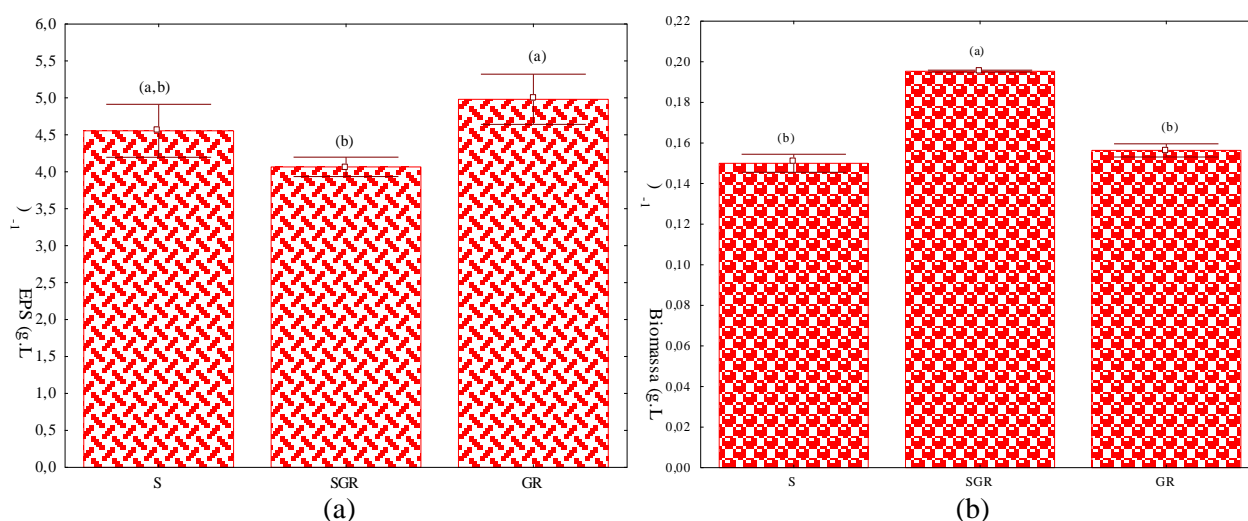 6,0
5,5
5,0
4,5
4,0
3,5
3,0
2,5
2,0
1,5
1,0
0,5
0,0
EPS (g.L-1)
(a,b)
(b)
(a)
S SGR GR
(a)
0,22
0,20
0,18
0,16
0,14
0,12
0,10
0,08
0,06
0,04
0,02
0,00
Biomassa (g.L-1)
(b)
(a)
(b)
S SGR GR
(b)